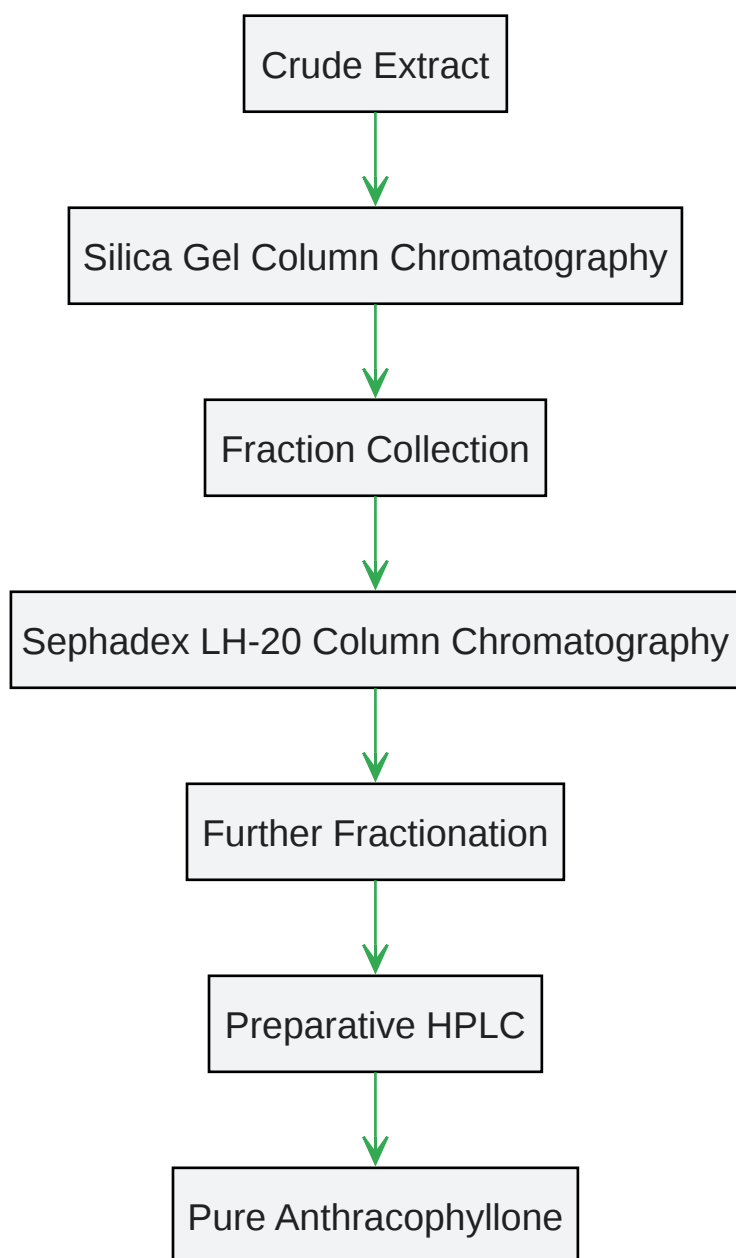 Crude Extract
Silica Gel Column Chromatography
Fraction Collection
Sephadex LH-20 Column Chromatography
Further Fractionation
Preparative HPLC
Pure Anthracophyllone